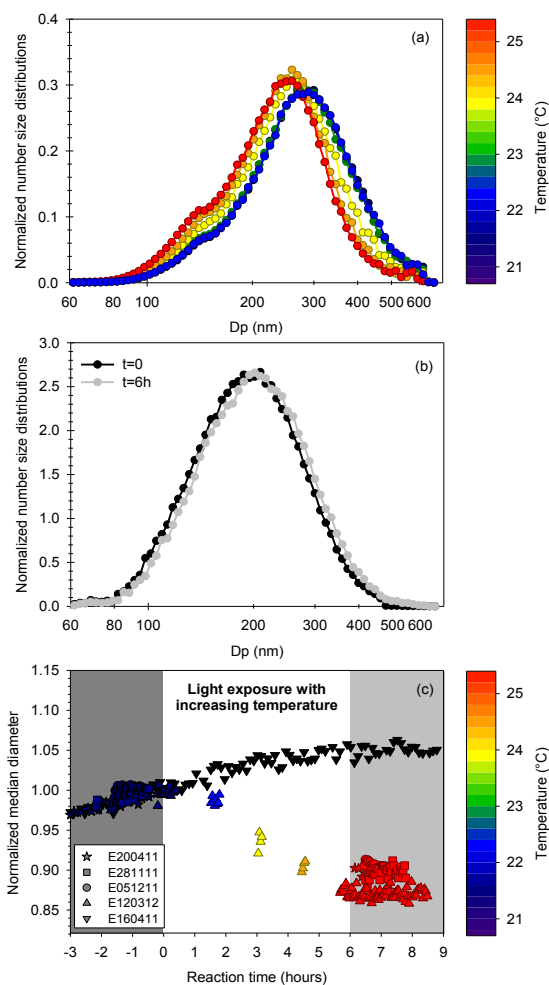 (a)
Normalized number size distributions
0.4
0.3
0.2
0.1
0.0
60
80
100
200
300
400
500
600
Dp (nm)
Temperature (°C)
25
24
23
22
21
(b)
t=0
t=6h
Normalized number size distributions
3.0
2.5
2.0
1.5
1.0
0.5
0.0
60
80
100
200
300
400
500
600
Dp (nm)
(c)
Light exposure with
increasing temperature
Normalized median diameter
1.15
1.10
1.05
1.00
0.95
0.90
0.85
E200411
E281111
E051211
E120312
E160411
-3
-2
-1
0
1
2
3
4
5
6
7
8
9
Reaction time (hours)
Temperature (°C)
25
24
23
22
21